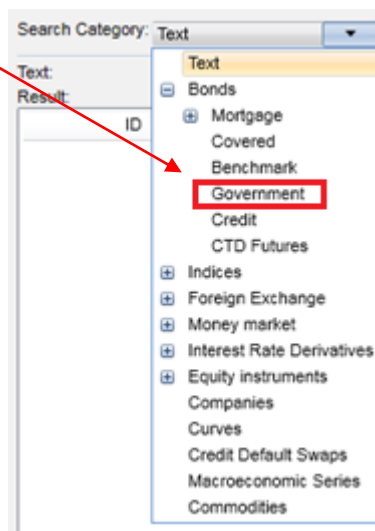 Search Category: Text
Text:
Result:
ID
Text
Bonds
Mortgage
Covered
Benchmark
Government
Credit
CTD Futures
Indices
Foreign Exchange
Money market
Interest Rate Derivatives
Equity instruments
Companies
Curves
Credit Default Swaps
Macroeconomic Series
Commodities